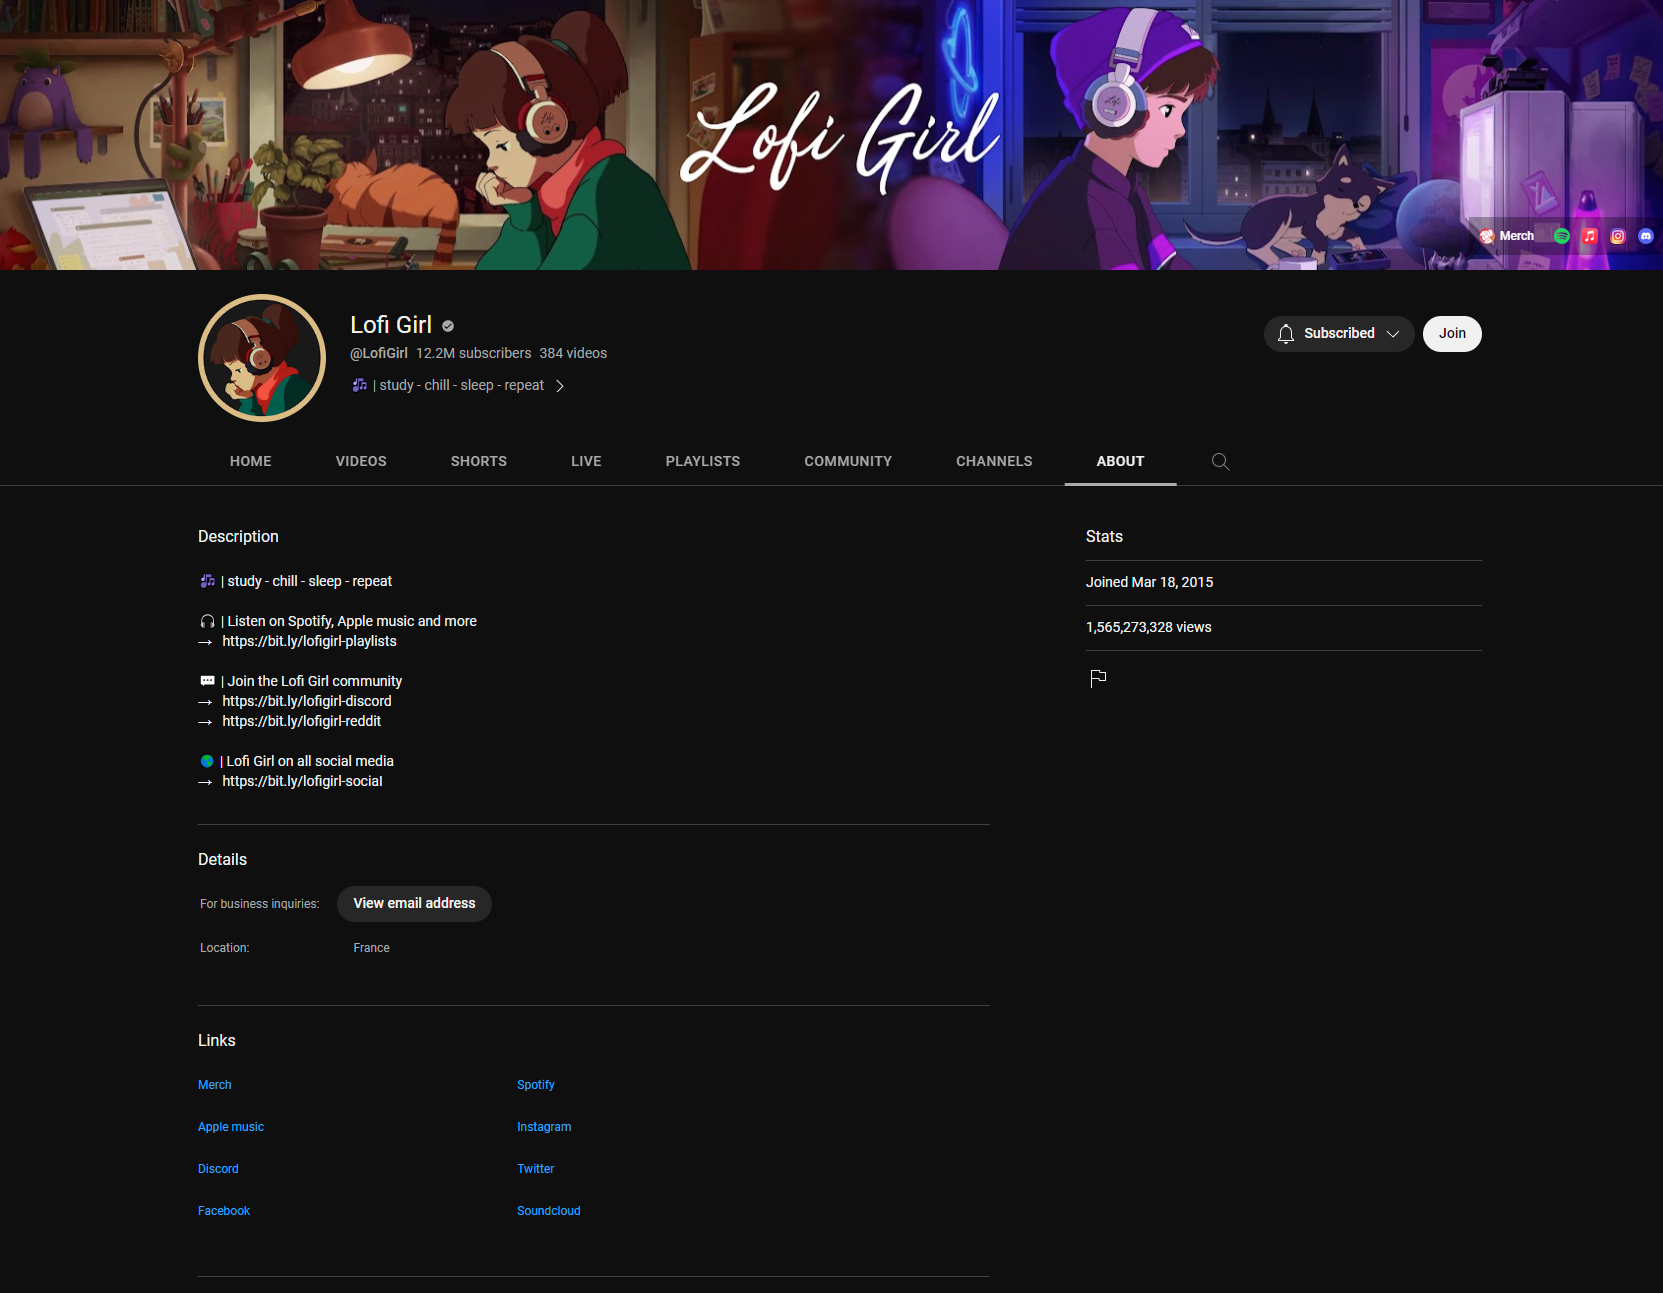 Lofi Girl
Merch
Lofi Girl
@LofiGirl 12.2M subscribers 384 videos
| study - chill - sleep - repeat
Subscribed
Join
HOME VIDEOS SHORTS LIVE PLAYLISTS COMMUNITY CHANNELS ABOUT
Description
| study - chill - sleep - repeat
| Listen on Spotify, Apple music and more
→ https://bit.ly/lofigirl-playlists
| Join the Lofi Girl community
→ https://bit.ly/lofigirl-discord
→ https://bit.ly/lofigirl-reddit
| Lofi Girl on all social media
→ https://bit.ly/lofigirl-social
Details
For business inquiries: View email address
Location: France
Links
Merch Spotify
Apple music Instagram
Discord Twitter
Facebook Soundcloud
Stats
Joined Mar 18, 2015
1,565,273,328 views